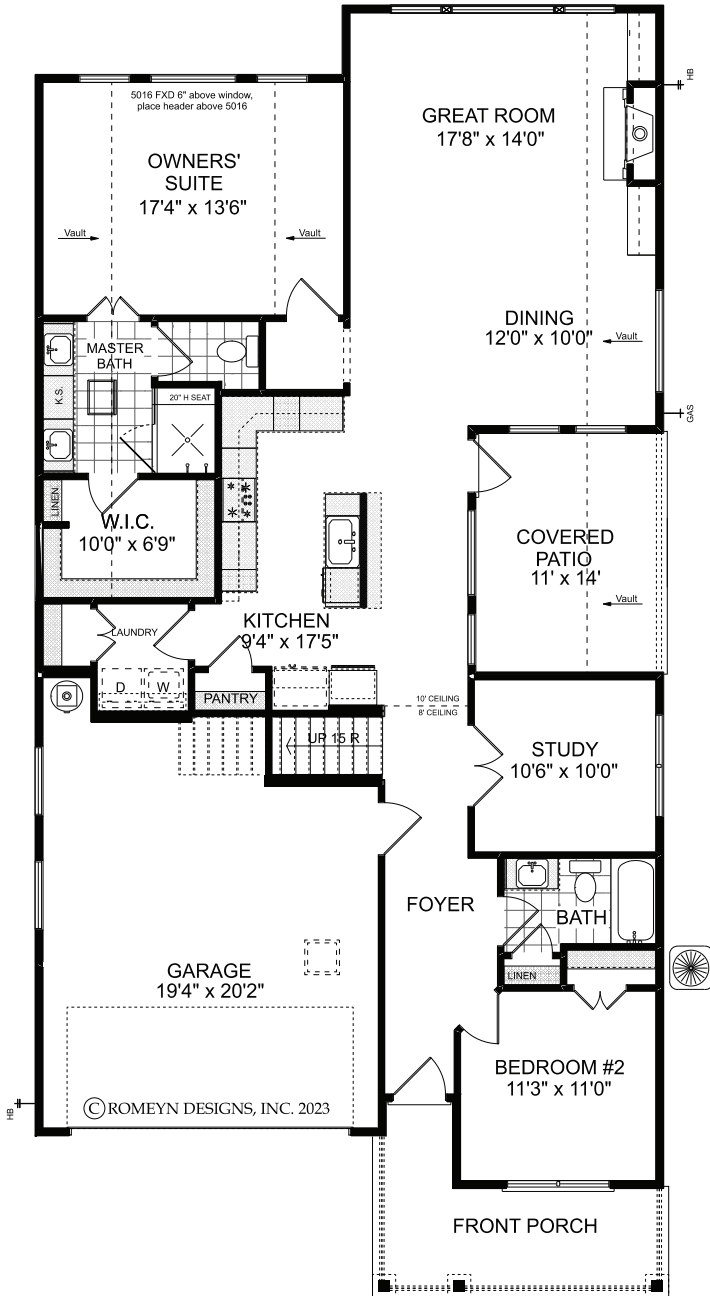 GREAT ROOM
17'8" x 14'0"
HB
5016 FXD 6" above window,
place header above 5016
OWNERS'
SUITE
17'4" x 13'6"
Vault
Vault
DINING
12'0" x 10'0"
Vault
GAS
MASTER
BATH
K.S.
20" H SEAT
LINEN
W.I.C.
10'0" x 6'9"
COVERED
PATIO
11' x 14'
Vault
KITCHEN
9'4" x 17'5"
LAUNDRY
D
W
PANTRY
10' CEILING
8' CEILING
UP 15 R
STUDY
10'6" x 10'0"
FOYER
BATH
LINEN
GARAGE
19'4" x 20'2"
BEDROOM #2
11'3" x 11'0"
HB
© ROMEYN DESIGNS, INC. 2023
FRONT PORCH